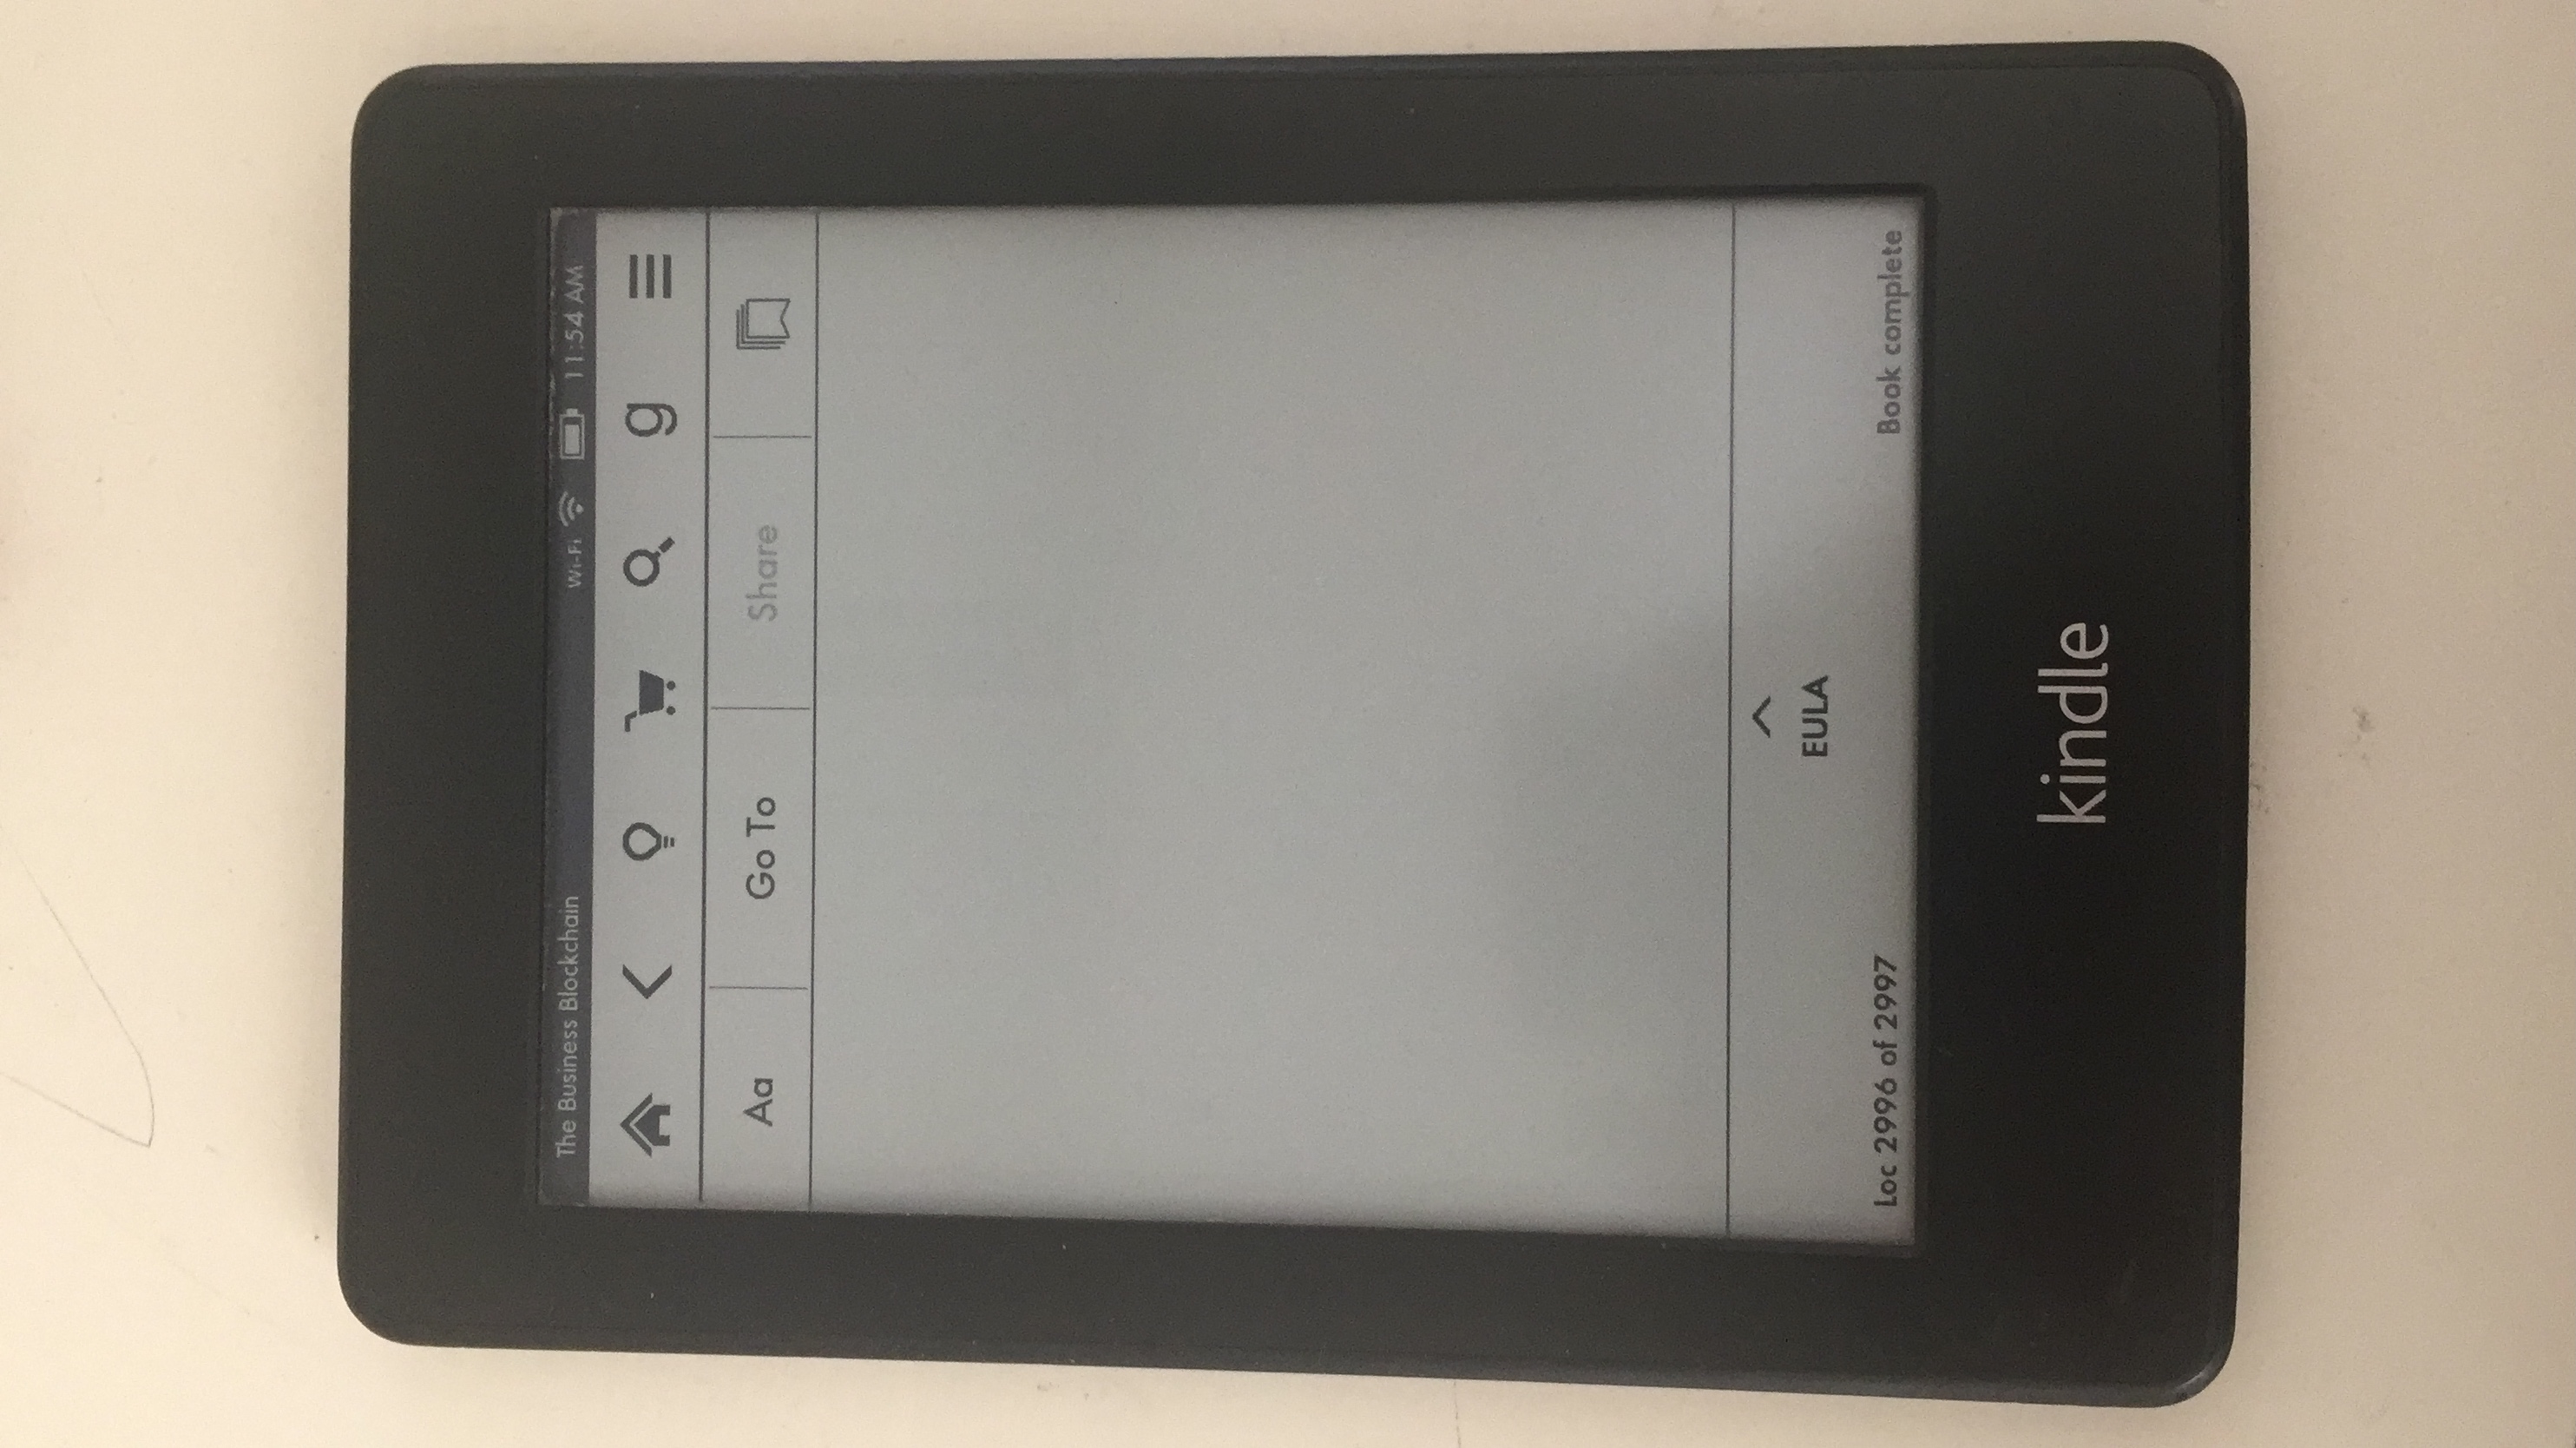 The Business Blockchain Wi-Fi 11:54 AM
g
Aa Go To Share
EULA
Loc 2996 of 2997 Book complete
kindle